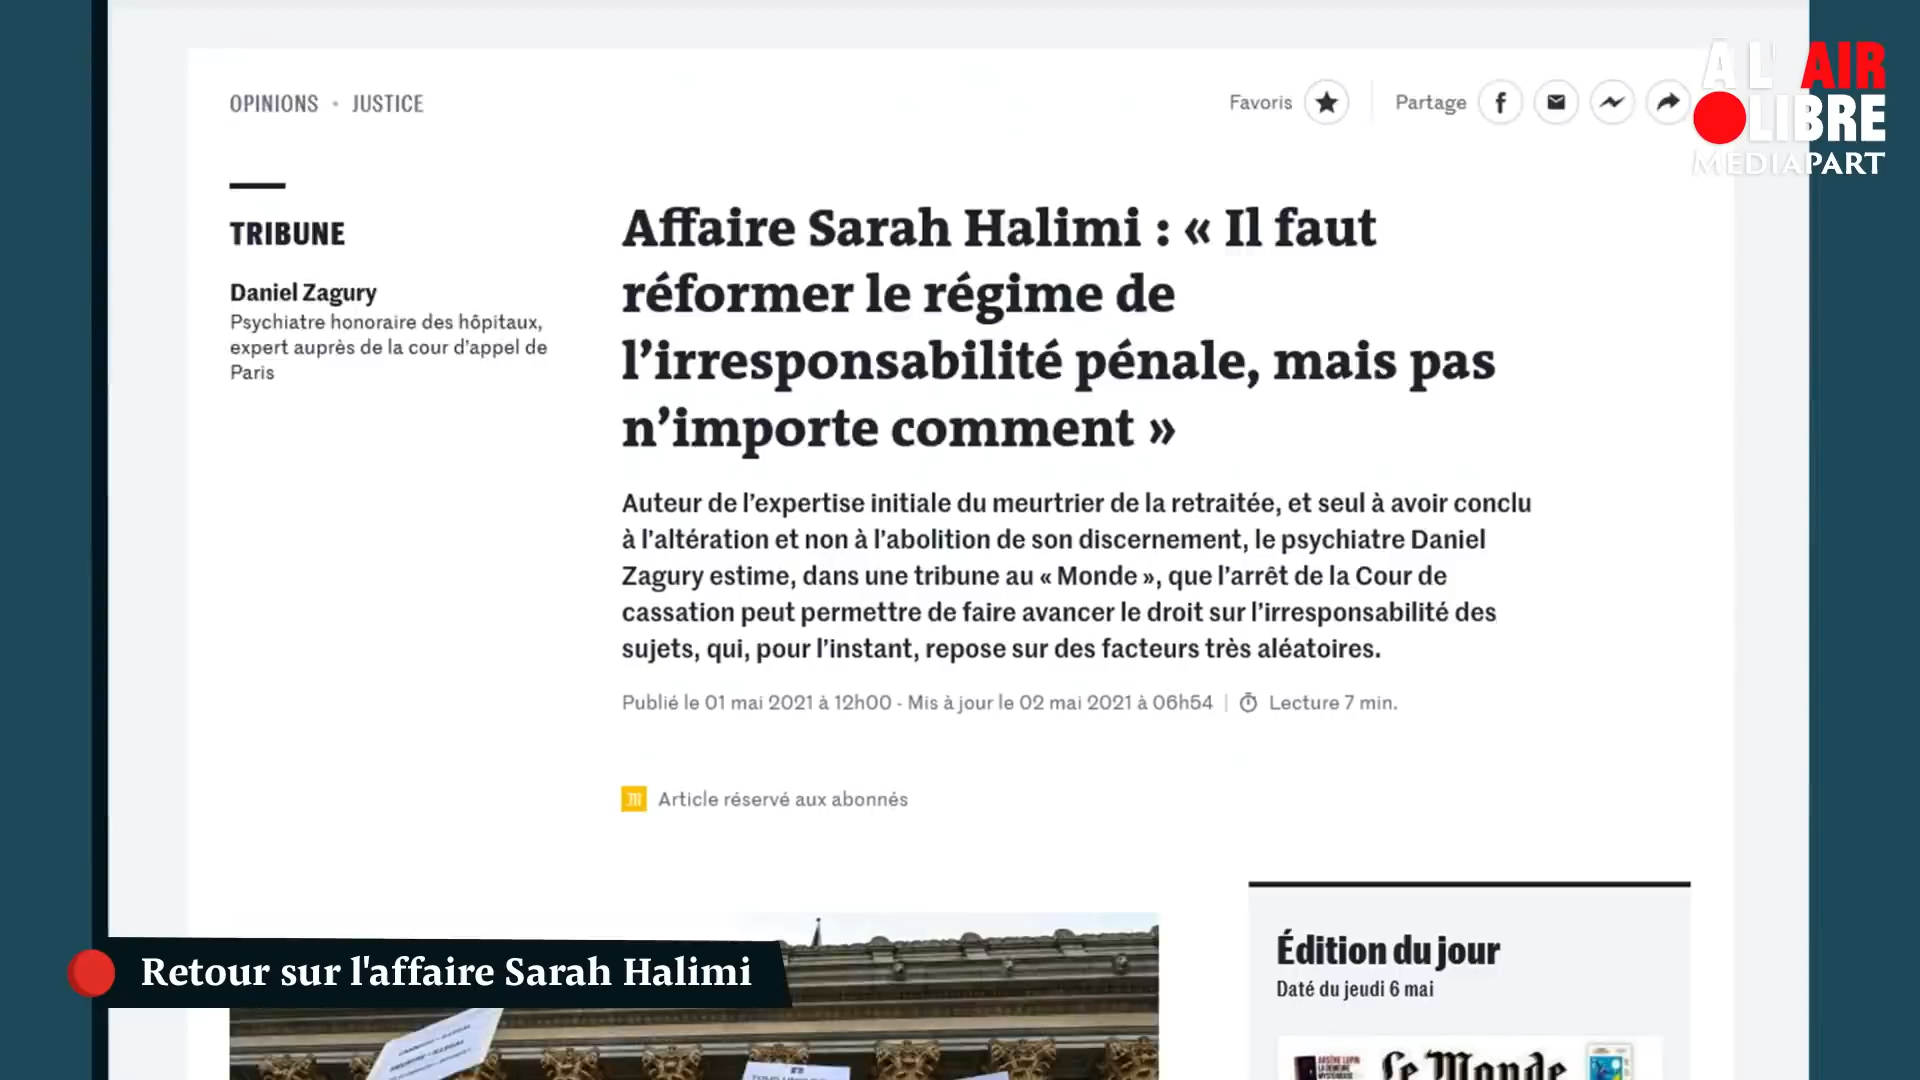 OPINIONS • JUSTICE
Favoris
Partage
À L'AIR
LIBRE
MEDIAPART
TRIBUNE
Daniel Zagury
Psychiatre honoraire des hôpitaux,
expert auprès de la cour d'appel de
Paris
Affaire Sarah Halimi : « Il faut
réformer le régime de
l’irresponsabilité pénale, mais pas
n’importe comment »
Auteur de l’expertise initiale du meurtrier de la retraitée, et seul à avoir conclu
à l’altération et non à l’abolition de son discernement, le psychiatre Daniel
Zagury estime, dans une tribune au « Monde », que l’arrêt de la Cour de
cassation peut permettre de faire avancer le droit sur l’irresponsabilité des
sujets, qui, pour l’instant, repose sur des facteurs très aléatoires.
Publié le 01 mai 2021 à 12h00 - Mis à jour le 02 mai 2021 à 06h54 | Lecture 7 min.
Article réservé aux abonnés
Édition du jour
Daté du jeudi 6 mai
Le Monde
Retour sur l'affaire Sarah Halimi